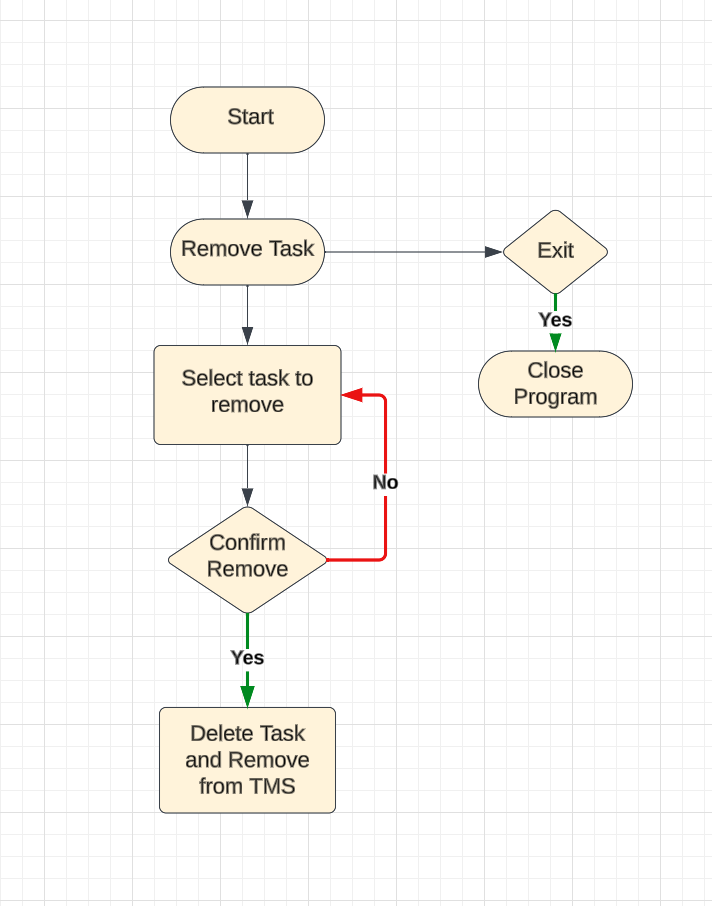 Start
Remove Task
Exit
Yes
Close
Program
Select task to
remove
No
Confirm
Remove
Yes
Delete Task
and Remove
from TMS